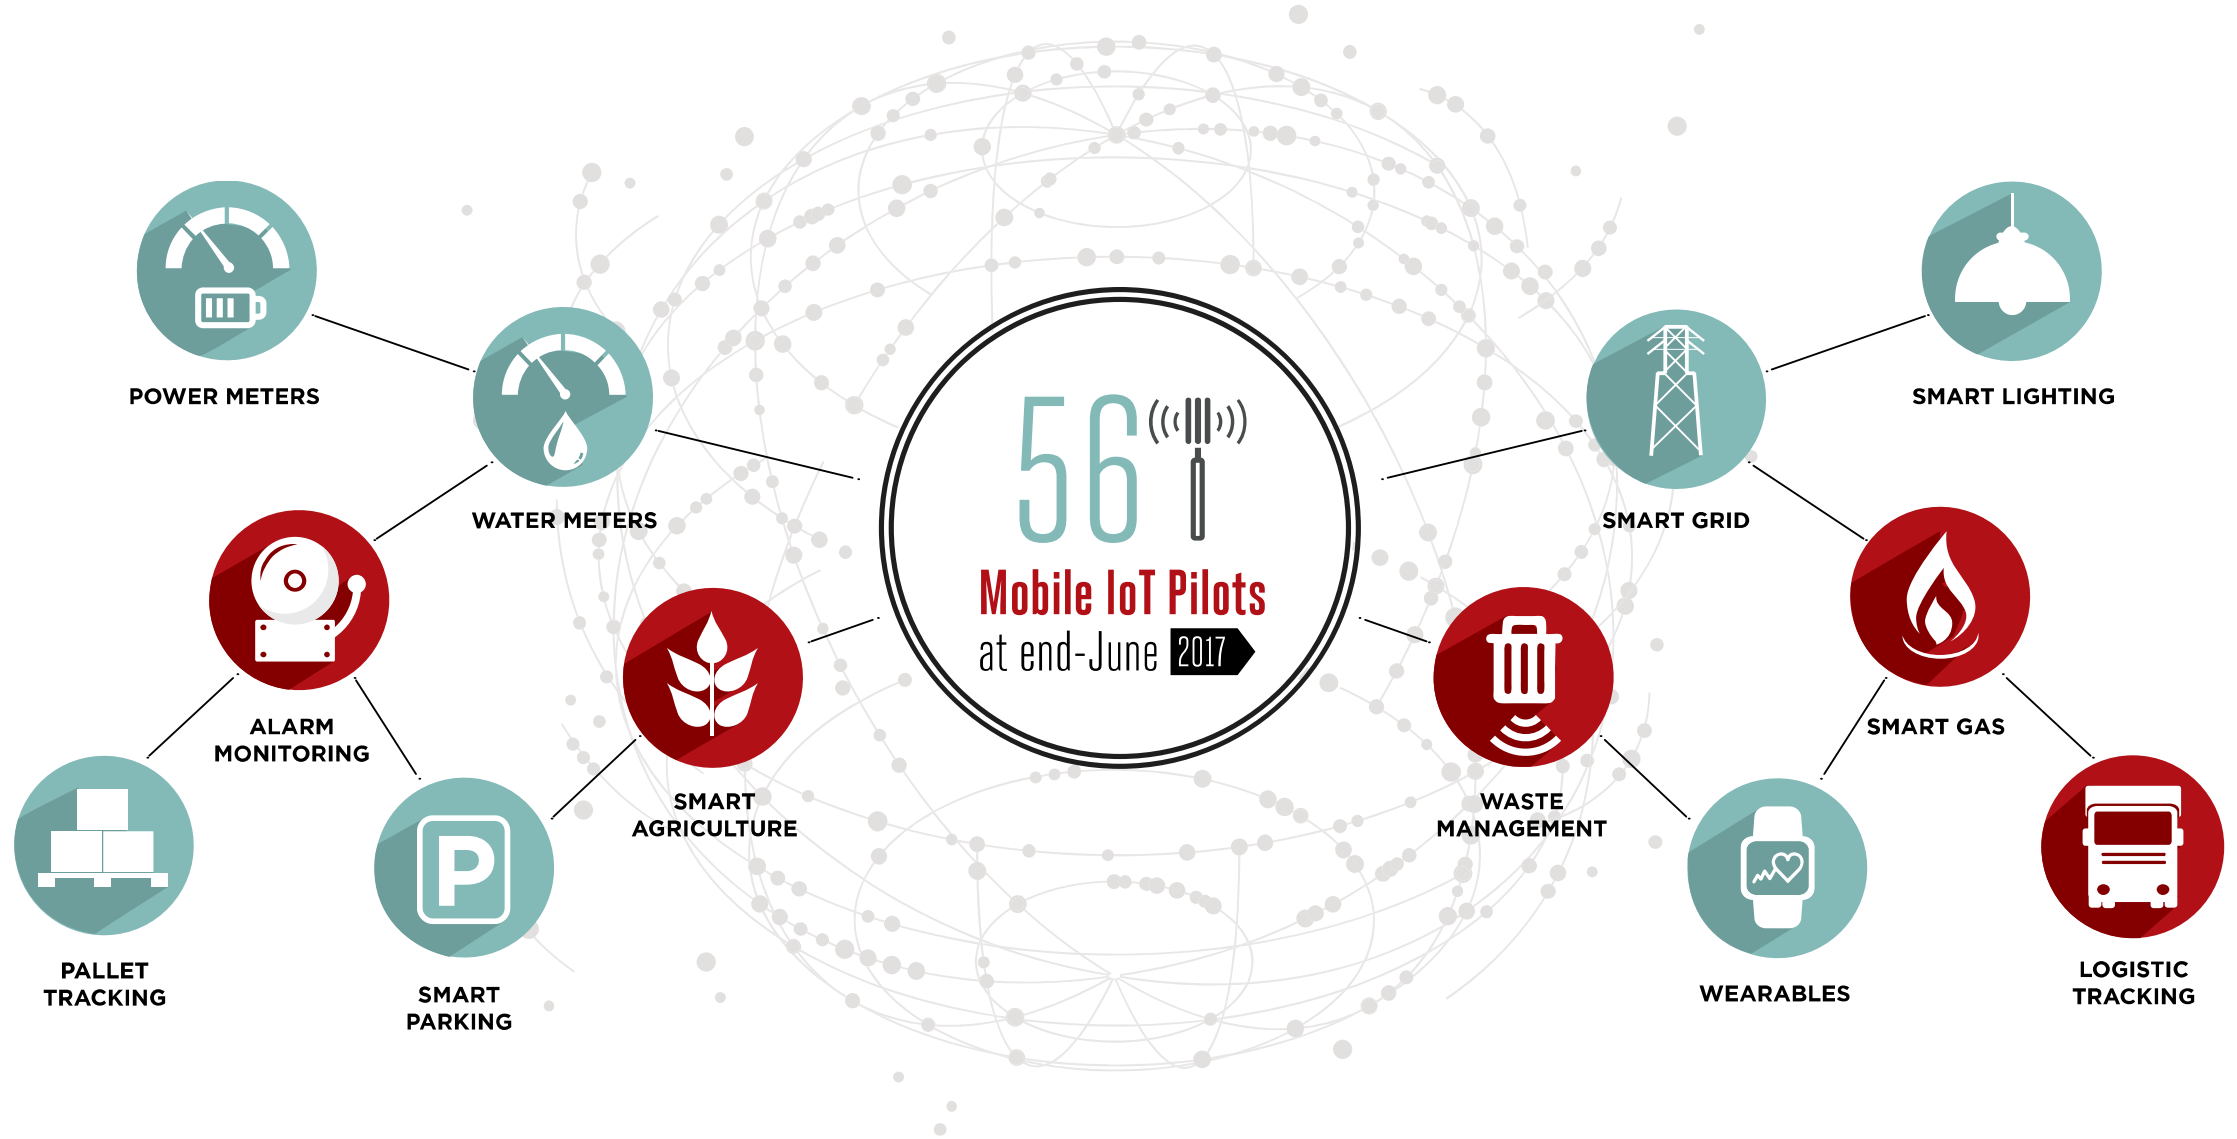 POWER METERS
WATER METERS
SMART LIGHTING
SMART GRID
56
Mobile IoT Pilots
at end-June 2017
ALARM
MONITORING
SMART
AGRICULTURE
WASTE
MANAGEMENT
SMART GAS
PALLET
TRACKING
P
SMART
PARKING
WEARABLES
LOGISTIC
TRACKING